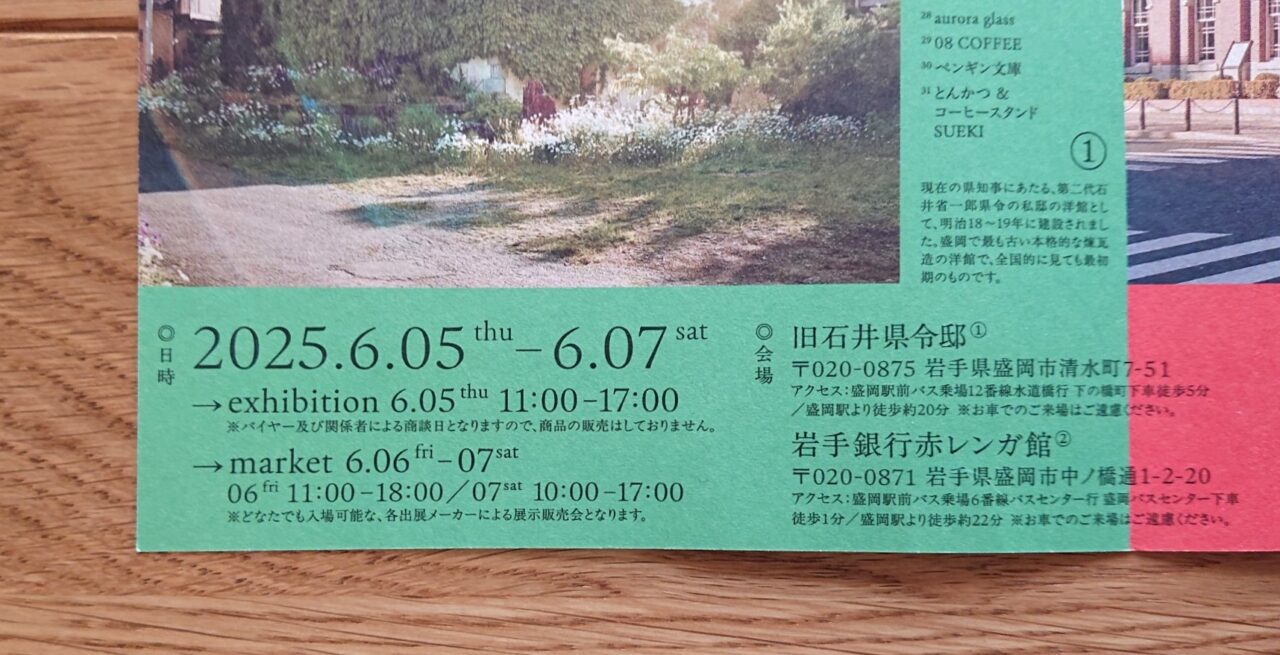 28 aurora glass
29 08 COFFEE
30 ペンギン文庫
31 とんかつ &
コーヒースタンド
SUEKI
①
現在の県知事にあたる、第二代石
井省一郎県令の私邸の洋館とし
て、明治18〜19年に建設されまし
た。盛岡で最も古い本格的な煉瓦
造の洋館で、全国的に見ても最初
期のものです。
◎日時
2025.6.05 thu – 6.07 sat
→exhibition 6.05 thu 11:00–17:00
※バイヤー及び関係者による商談日となりますので、商品の販売はしておりません。
→market 6.06 fri–07 sat
06 fri 11:00–18:00/07 sat 10:00–17:00
※どなたでも入場可能な、各出展メーカーによる展示販売会となります。
◎会場
旧石井県令邸①
〒020-0875 岩手県盛岡市清水町7-51
アクセス:盛岡駅前バス乗場12番線水道橋行 下の橋町下車徒歩5分
/盛岡駅より徒歩約20分 ※お車でのご来場はご遠慮ください。
岩手銀行赤レンガ館②
〒020-0871 岩手県盛岡市中ノ橋通1-2-20
アクセス:盛岡駅前バス乗場6番線バスセンター行 盛岡バスセンター下車
徒歩1分/盛岡駅より徒歩約22分 ※お車でのご来場はご遠慮ください。